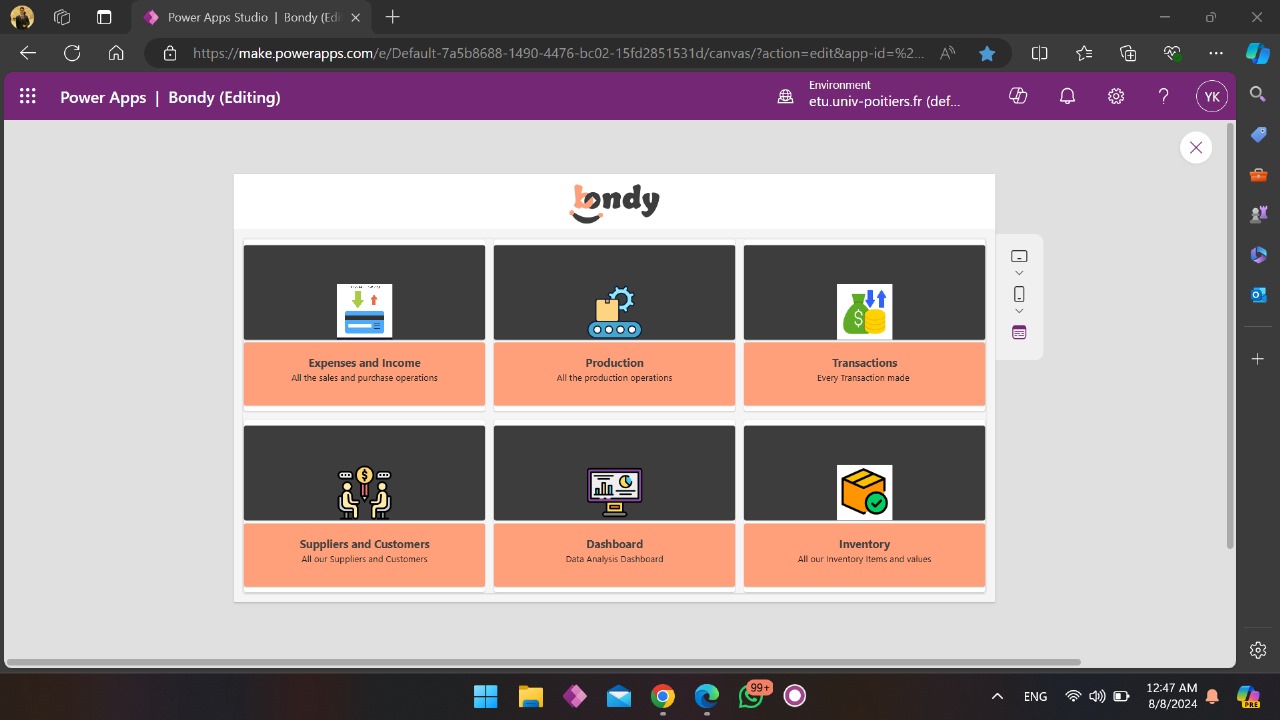 Power Apps Studio | Bondy (Edi
https://make.powerapps.com/e/Default-7a5b8688-1490-4476-bc02-15fd2851531d/canvas/?action=edit&app-id=%2...
Power Apps | Bondy (Editing)
Environment
etu.univ-poitiers.fr (def...
YK
bondy
Expenses and Income
All the sales and purchase operations
Production
All the production operations
Transactions
Every Transaction made
Suppliers and Customers
All our Suppliers and Customers
Dashboard
Data Analysis Dashboard
Inventory
All our Inventory Items and values
99+
ENG
12:47 AM
8/8/2024
PRE